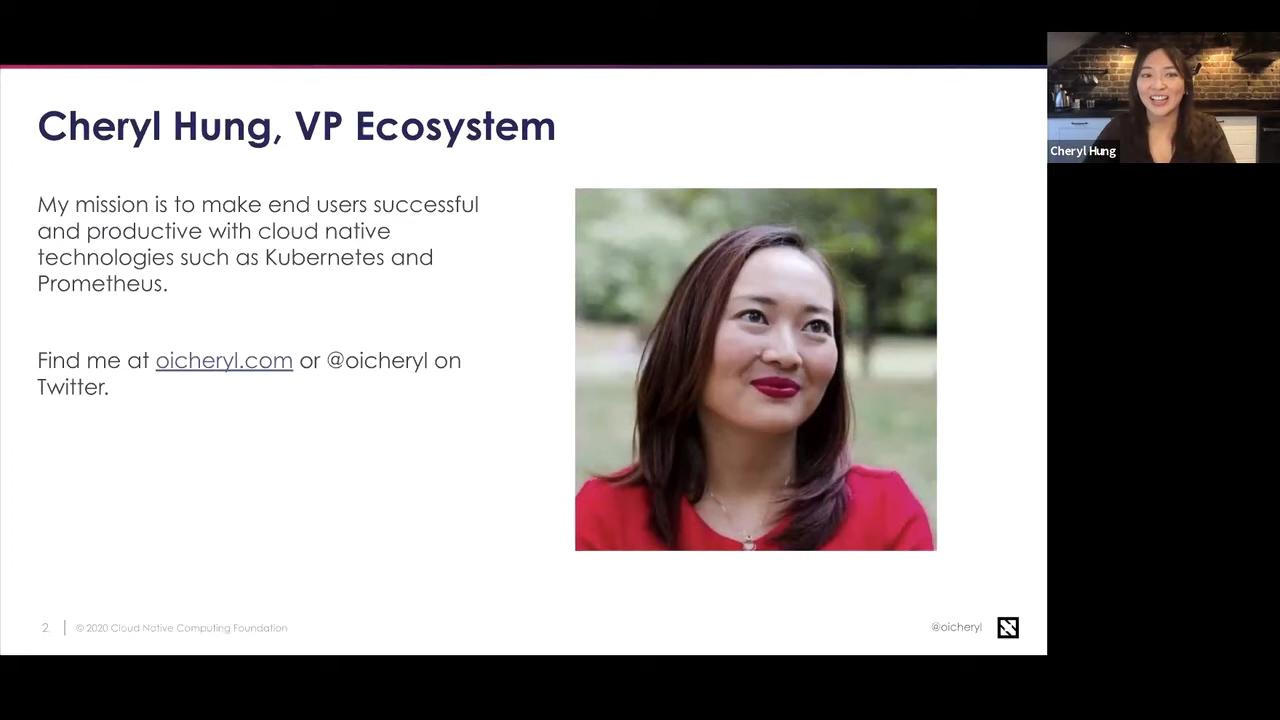 Cheryl Hung, VP Ecosystem
My mission is to make end users successful
and productive with cloud native
technologies such as Kubernetes and
Prometheus.
Find me at oicheryl.com or @oicheryl on
Twitter.
2
© 2020 Cloud Native Computing Foundation
@oicheryl
Cheryl Hung